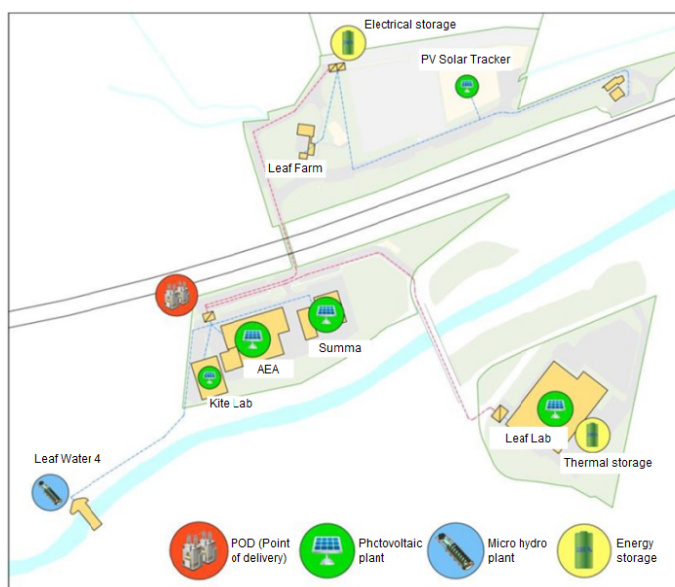 Electrical storage
PV Solar Tracker
Leaf Farm
Summa
AEA
Kite Lab
Leaf Water 4
Leaf Lab
Thermal storage
POD (Point
of delivery)
Photovoltaic
plant
Micro hydro
plant
Energy
storage